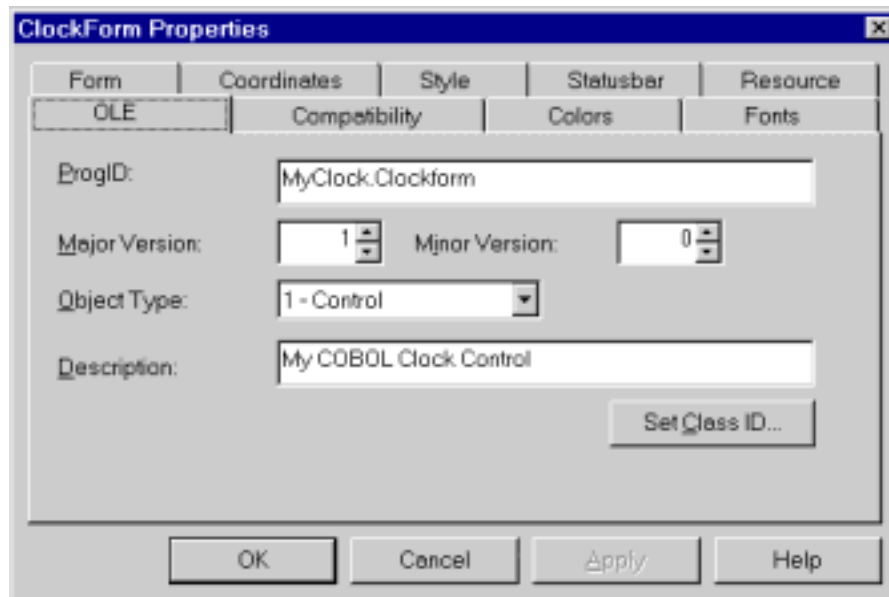 ClockForm Properties
Form Coordinates Style Statusbar Resource
OLE Compatibility Colors Fonts
ProgID: MyClock.Clockform
Major Version: 1 Minor Version: 0
Object Type: 1 - Control
Description: My COBOL Clock Control
Set Class ID...
OK Cancel Apply Help